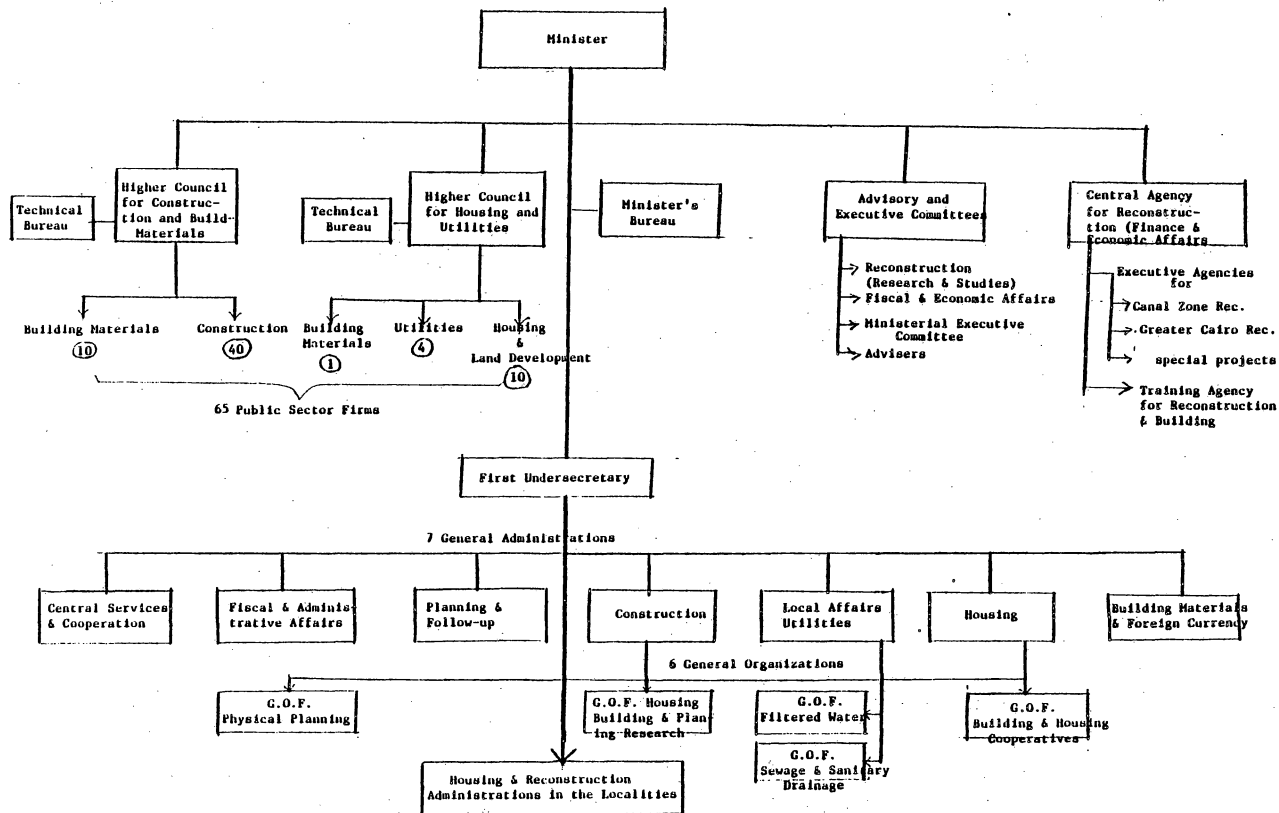 Minister
Technical
Bureau
Higher Council
for Construc-
tion and Build-
Materials
Technical
Bureau
Higher Council
for Housing and
Utilities
Minister's
Bureau
Advisory and
Executive Committees
Central Agency
for Reconstruc-
tion (Finance &
Economic Affairs
Building Materials
10
Construction
40
Building
Materials
1
Utilities
4
Housing
&
Land Development
10
65 Public Sector Firms
Reconstruction
(Research & Studies)
Fiscal & Economic Affairs
Ministerial Executive
Committee
Advisers
Executive Agencies
for
Canal Zone Rec.
Greater Cairo Rec.
special projects
Training Agency
for Reconstruction
& Building
First Undersecretary
7 General Administrations
Central Services
& Cooperation
Fiscal & Adminis-
trative Affairs
Planning &
Follow-up
Construction
Local Affairs
Utilities
Housing
Building Materials
& Foreign Currency
6 General Organizations
G.O.F.
Physical Planning
G.O.F. Housing
Building & Plan-
ing Research
G.O.F.
Filtered Water
G.O.F.
Sewage & Sanitary
Drainage
G.O.F.
Building & Housing
Cooperatives
Housing & Reconstruction
Administrations in the Localities